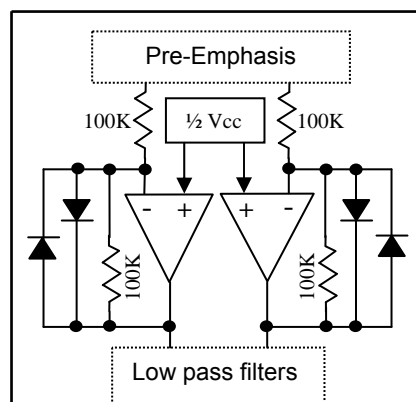 Pre-Emphasis
100K
½ Vcc
100K
- +
+ -
100K
100K
Low pass filters